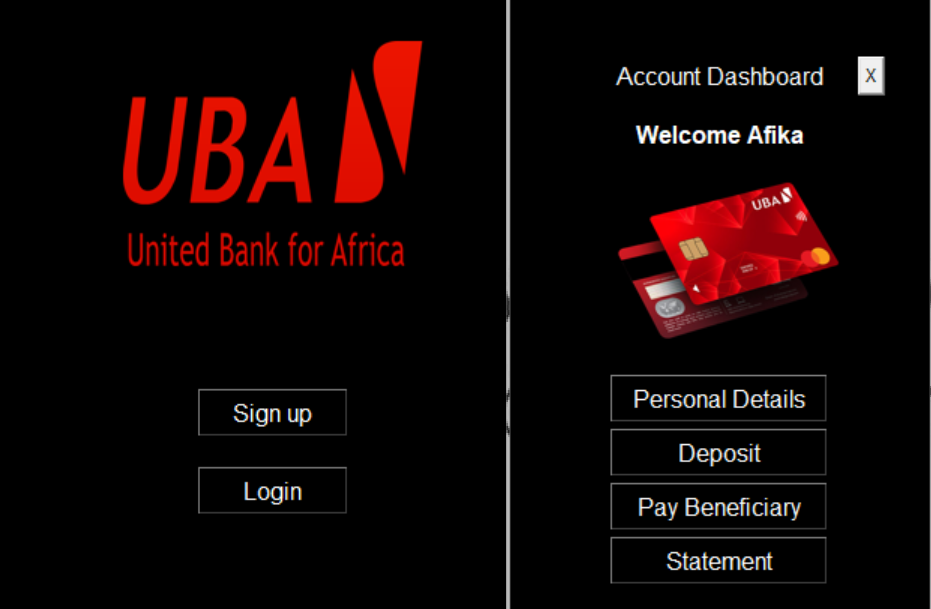 UBA
United Bank for Africa
Sign up
Login
Account Dashboard
X
Welcome Afika
UBA
Personal Details
Deposit
Pay Beneficiary
Statement